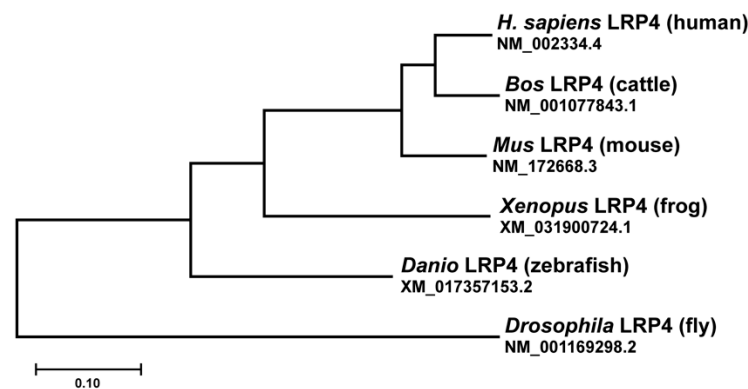 H. sapiens LRP4 (human)
NM_002334.4
Bos LRP4 (cattle)
NM_001077843.1
Mus LRP4 (mouse)
NM_172668.3
Xenopus LRP4 (frog)
XM_031900724.1
Danio LRP4 (zebrafish)
XM_017357153.2
Drosophila LRP4 (fly)
NM_001169298.2
0.10